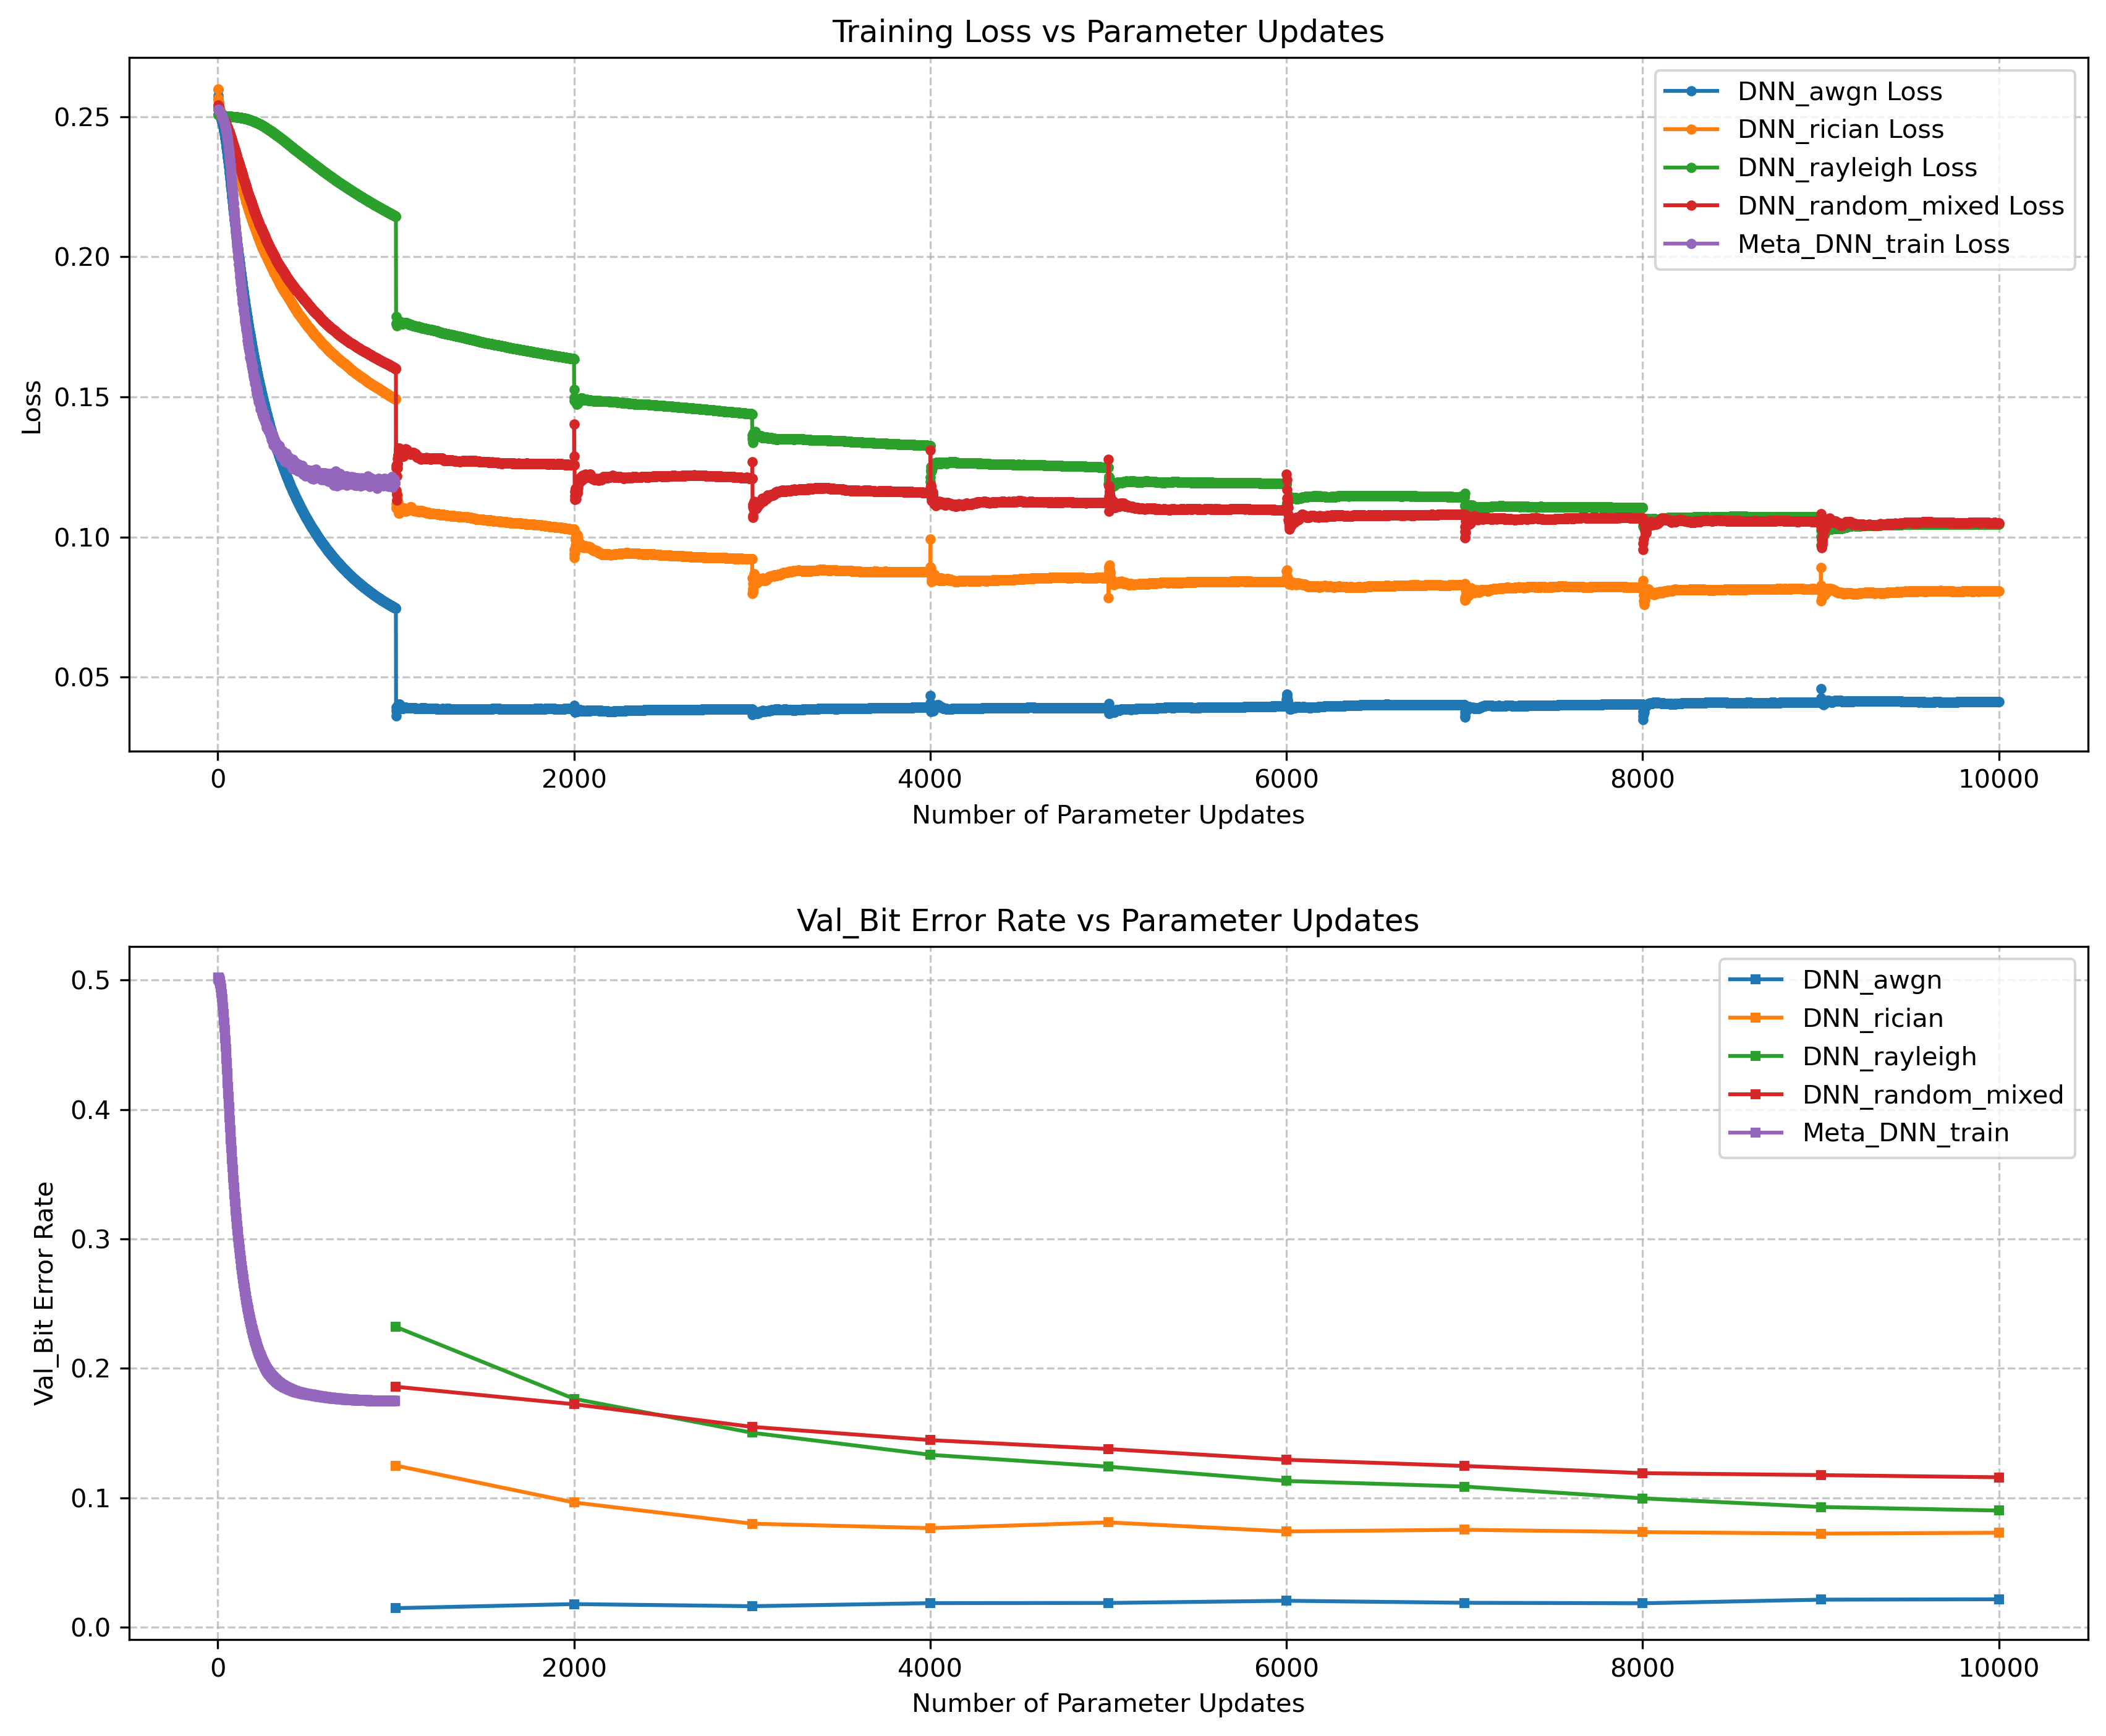 Training Loss vs Parameter Updates
DNN_awgn Loss
DNN_rician Loss
DNN_rayleigh Loss
DNN_random_mixed Loss
Meta_DNN_train Loss
Loss
0.25
0.20
0.15
0.10
0.05
0 2000 4000 6000 8000 10000
Number of Parameter Updates
Val_Bit Error Rate vs Parameter Updates
DNN_awgn
DNN_rician
DNN_rayleigh
DNN_random_mixed
Meta_DNN_train
Val_Bit Error Rate
0.5
0.4
0.3
0.2
0.1
0.0
0 2000 4000 6000 8000 10000
Number of Parameter Updates